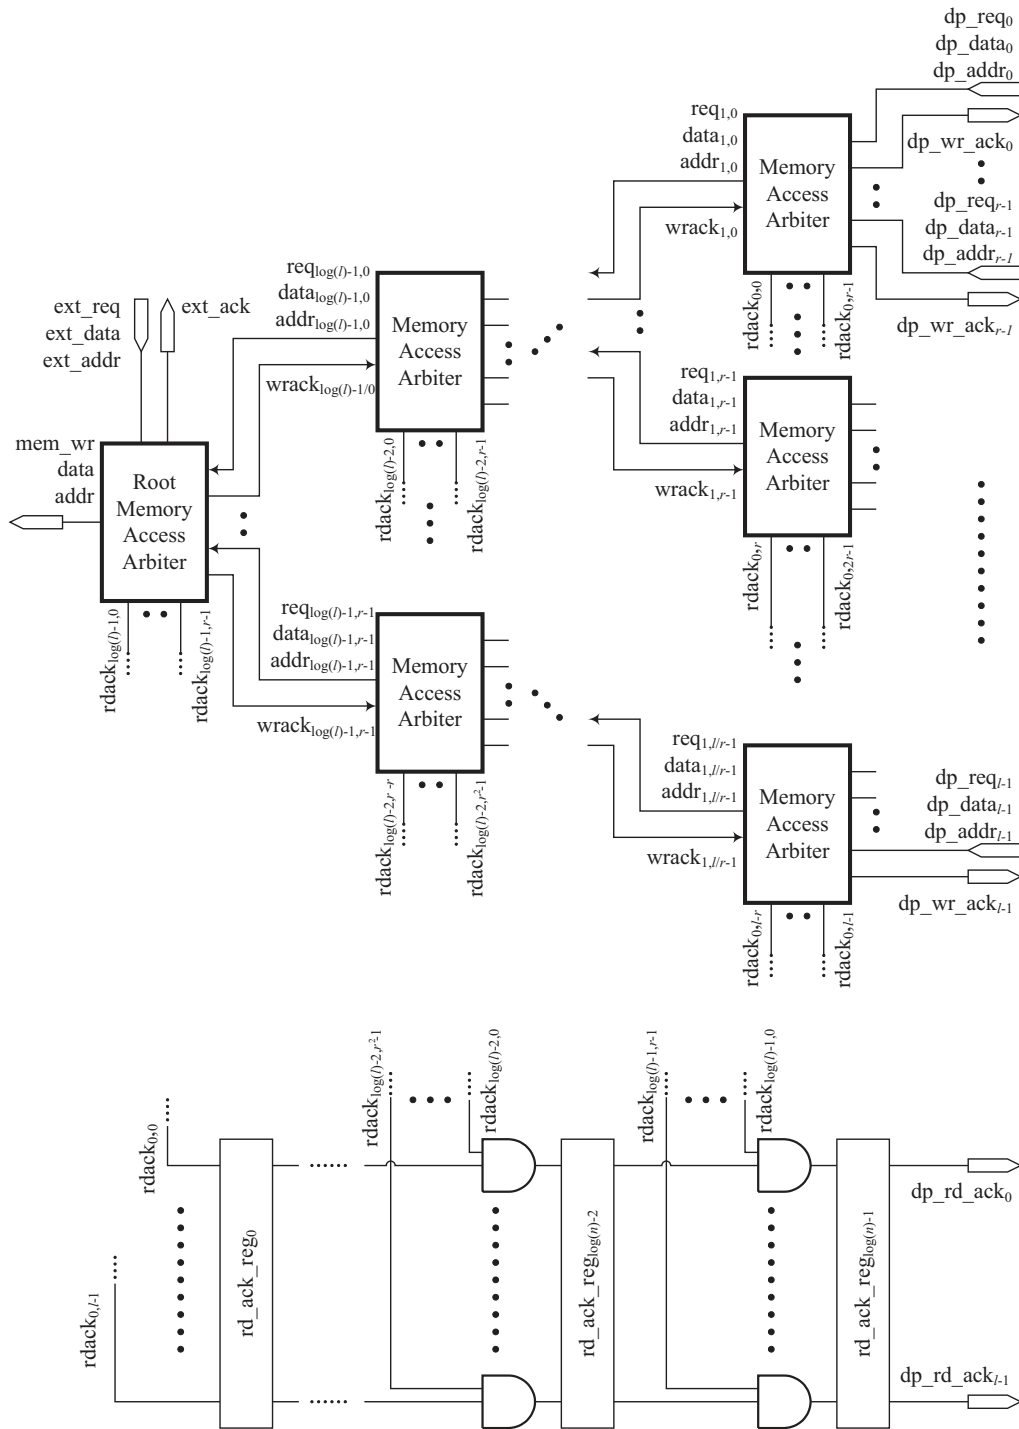 dp_req0
dp_data0
dp_addr0
dp_wr_ack0
dp_reqr-1
dp_datar-1
dp_addrr-1
dp_wr_ackr-1
req1,0
data1,0
addr1,0
wrack1,0
Memory
Access
Arbiter
rdack0,0
rdack0,r-1
reqlog(l)-1,0
datalog(l)-1,0
addrlog(l)-1,0
wracklog(l)-1/0
Memory
Access
Arbiter
rdacklog(l)-2,0
rdacklog(l)-2,r-1
ext_req
ext_data
ext_addr
ext_ack
req1,r-1
data1,r-1
addr1,r-1
wrack1,r-1
Memory
Access
Arbiter
rdack0,r
rdack0,2r-1
mem_wr
data
addr
Root
Memory
Access
Arbiter
rdacklog(l)-1,0
rdacklog(l)-1,r-1
reqlog(l)-1,r-1
datalog(l)-1,r-1
addrlog(l)-1,r-1
wracklog(l)-1,r-1
Memory
Access
Arbiter
rdacklog(l)-2,r -r
rdacklog(l)-2,r²-1
req1,l/r-1
data1,l/r-1
addr1,l/r-1
wrack1,l/r-1
Memory
Access
Arbiter
rdack0,l-r
rdack0,l-1
dp_reql-1
dp_datal-1
dp_addrl-1
dp_wr_ackl-1
rdack0,0
rdack0,l-1
rd_ack_reg0
rdacklog(l)-2,r²-1
rdacklog(l)-2,0
rd_ack_reglog(n)-2
rdacklog(l)-1,r-1
rdacklog(l)-1,0
rd_ack_reglog(n)-1
dp_rd_ack0
dp_rd_ackl-1